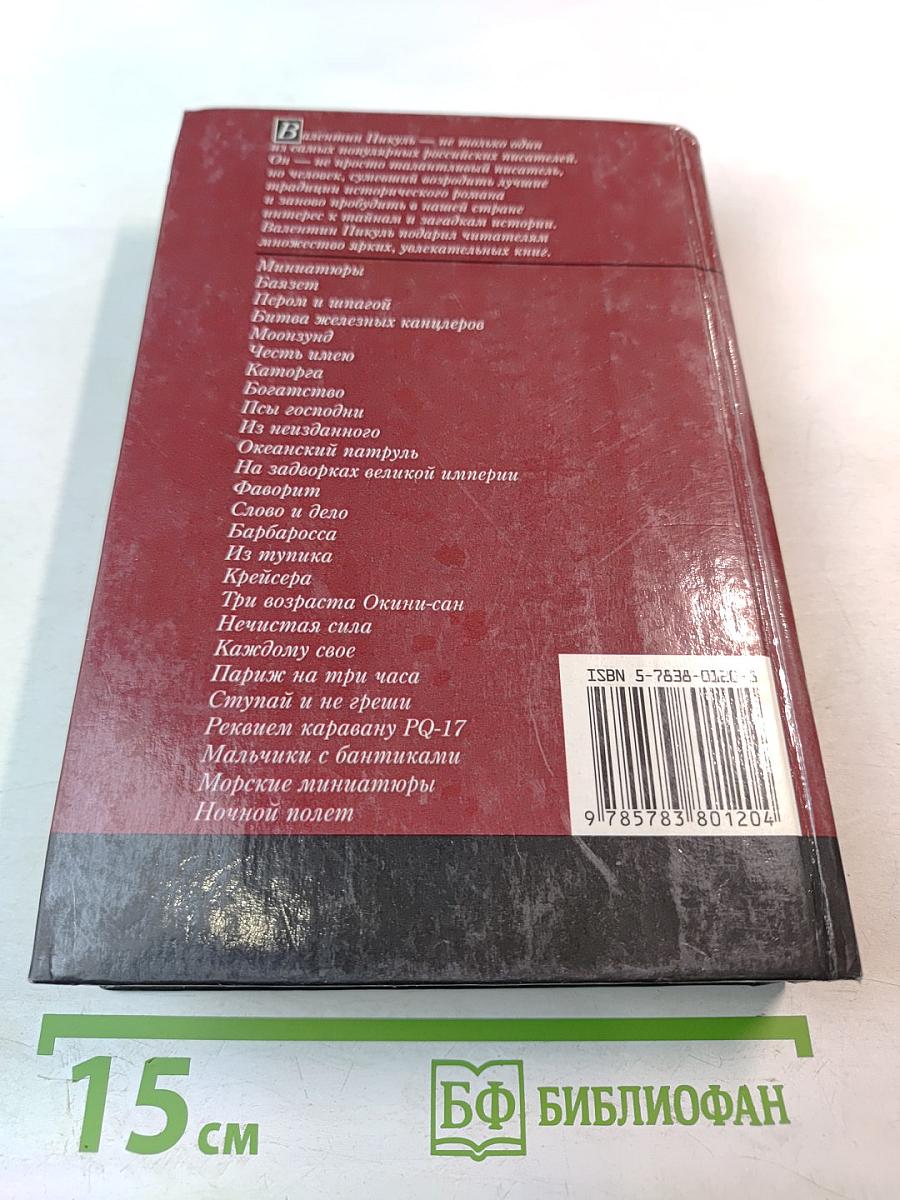 Валентин Пикуль — не только один
из самых популярных российских писателей.
Он — не просто талантливый писатель,
но человек, сумевший возродить лучшие
традиции исторического романа
и заново пробудить в нашей стране
интерес к тайнам и загадкам истории.
Валентин Пикуль подарил читателям
множество ярких, увлекательных книг.
Миниатюры
Баязет
Пером и шпагой
Битва железных канцлеров
Моонзунд
Честь имею
Каторга
Богатство
Псы господни
Из неизданного
Океанский патруль
На задворках великой империи
Фаворит
Слово и дело
Барбаросса
Из тупика
Крейсера
Три возраста Окини-сан
Нечистая сила
Каждому свое
Париж на три часа
Ступай и не греши
Реквием каравану PQ-17
Мальчики с бантиками
Морские миниатюры
Ночной полет
ISBN 5-7838-0120-3
9 785783 801204
15 см
БФ БИБЛИОФАН